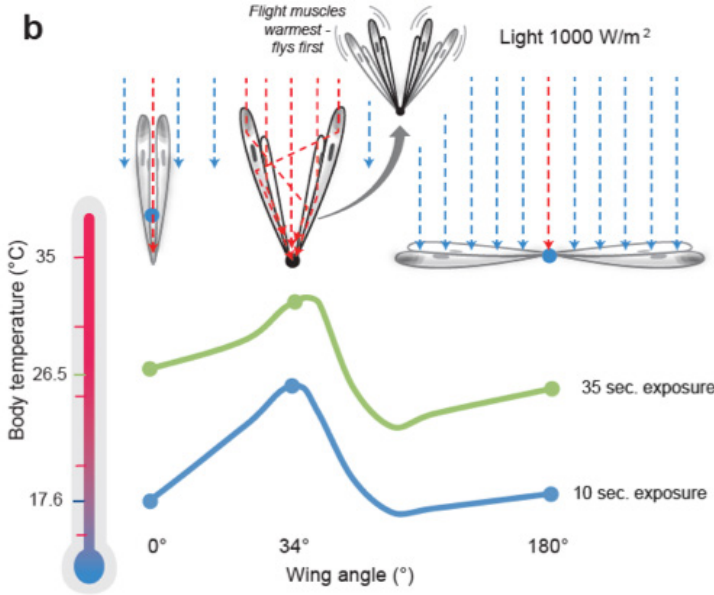 b
Flight muscles
warmest -
flys first
Light 1000 W/m²
Body temperature (°C)
35
26.5
17.6
35 sec. exposure
10 sec. exposure
0°
34°
180°
Wing angle (°)